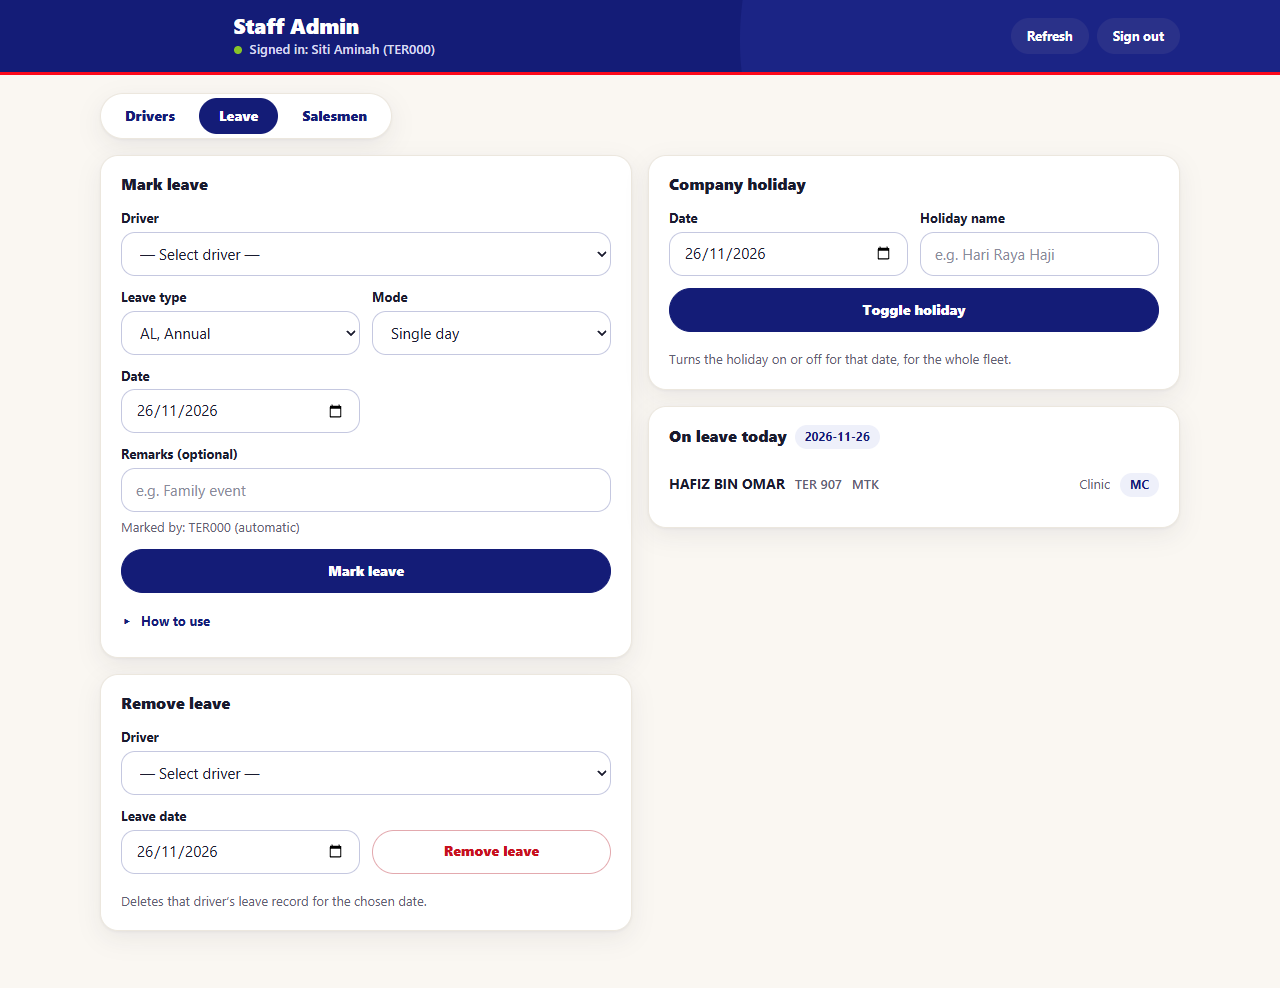 Staff Admin
Signed in: Siti Aminah (TER000)
Refresh
Sign out
Drivers
Leave
Salesmen
Mark leave
Driver
— Select driver —
Leave type
Mode
AL, Annual
Single day
Date
26/11/2026
Remarks (optional)
e.g. Family event
Marked by: TER000 (automatic)
Mark leave
How to use
Remove leave
Driver
— Select driver —
Leave date
26/11/2026
Remove leave
Deletes that driver's leave record for the chosen date.
Company holiday
Date
Holiday name
26/11/2026
e.g. Hari Raya Haji
Toggle holiday
Turns the holiday on or off for that date, for the whole fleet.
On leave today 2026-11-26
HAFIZ BIN OMAR TER 907 MTK Clinic MC